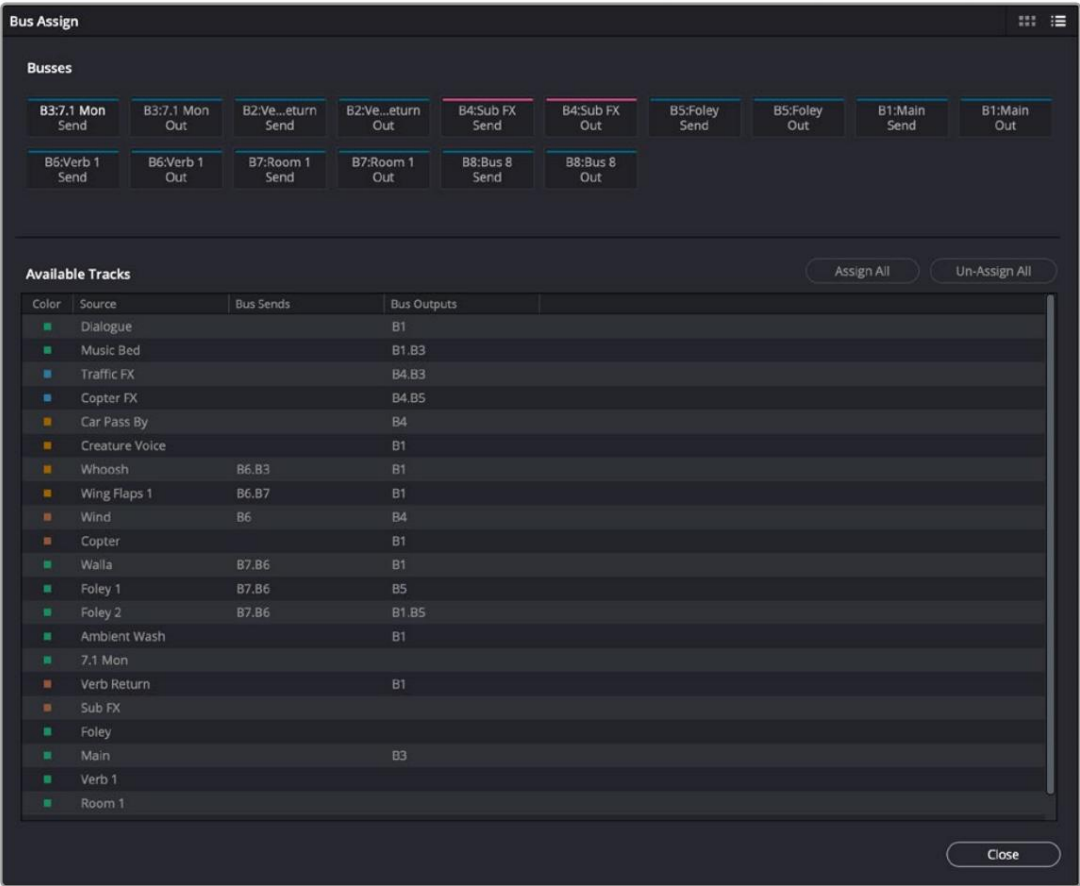 Bus Assign
Busses
B3:7.1 Mon Send B3:7.1 Mon Out B2:Ve...eturn Send B2:Ve...eturn Out B4:Sub FX Send B4:Sub FX Out B5:Foley Send B5:Foley Out B1:Main Send B1:Main Out
B6:Verb 1 Send B6:Verb 1 Out B7:Room 1 Send B7:Room 1 Out B8:Bus 8 Send B8:Bus 8 Out
Available Tracks Assign All Un-Assign All
Color Source Bus Sends Bus Outputs
Dialogue B1
Music Bed B1.B3
Traffic FX B4.B3
Copter FX B4.B5
Car Pass By B4
Creature Voice B1
Whoosh B6.B3 B1
Wing Flaps 1 B6.B7 B1
Wind B6 B4
Copter B1
Walla B7.B6 B1
Foley 1 B7.B6 B5
Foley 2 B7.B6 B1.B5
Ambient Wash B1
7.1 Mon
Verb Return B1
Sub FX
Foley
Main B3
Verb 1
Room 1
Close